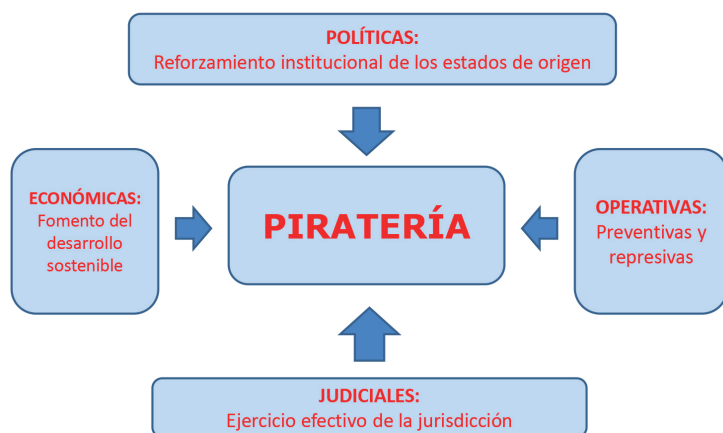 POLÍTICAS:
Reforzamiento institucional de los estados de origen
ECONÓMICAS:
Fomento del
desarrollo
sostenible
PIRATERÍA
OPERATIVAS:
Preventivas y
represivas
JUDICIALES:
Ejercicio efectivo de la jurisdicción